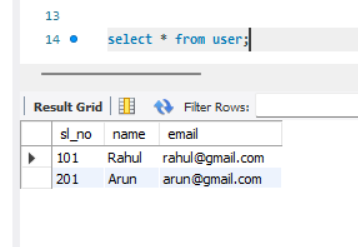 13
14 select * from user;
Result Grid Filter Rows:
sl_no name email
101 Rahul rahul@gmail.com
201 Arun arun@gmail.com